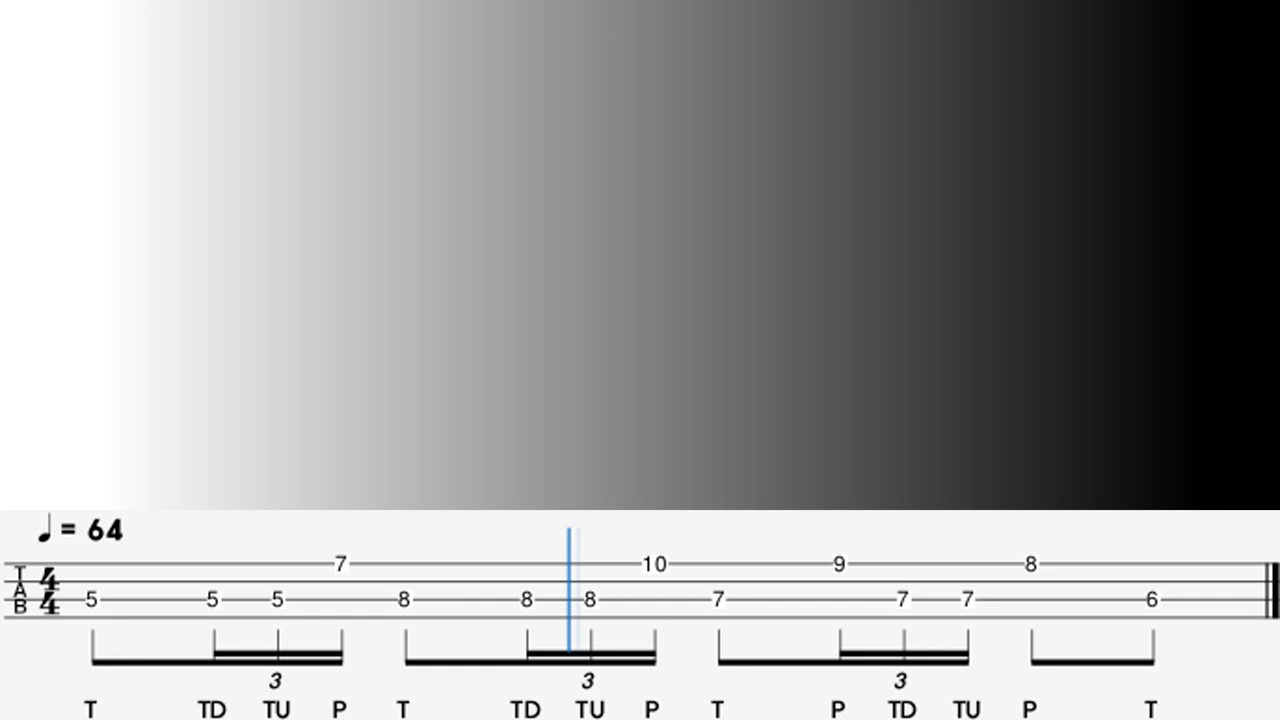 ♩ = 64
7 10 9 8
T
A
B
4
4
5 5 5 8 8 8 7 7 7 6
3 3 3
T TD TU P T TD TU P T P TD TU P T